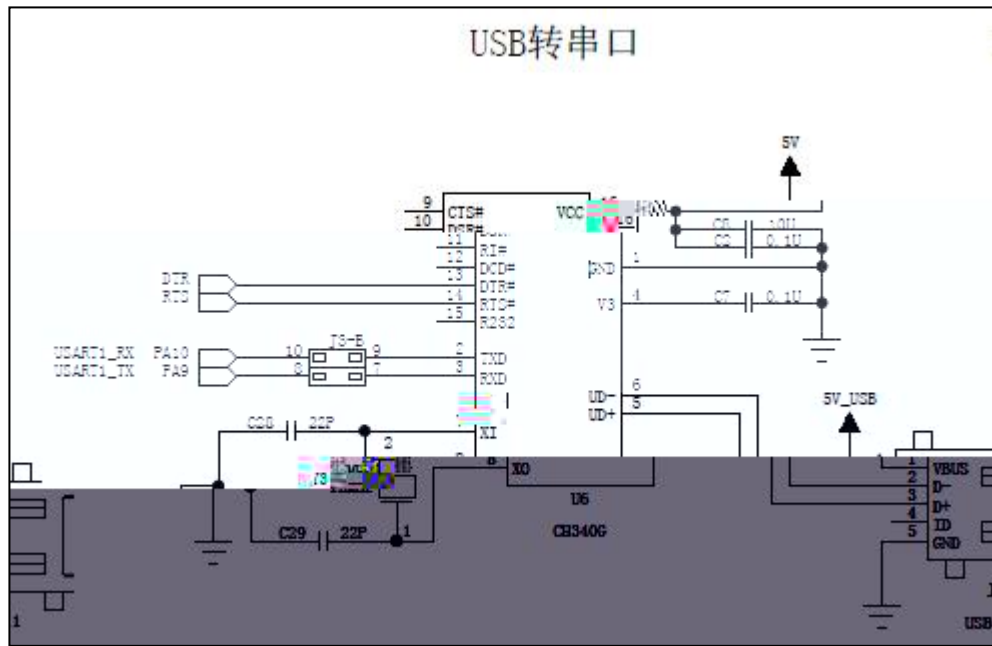 USB转串口
5V
9 CTS#
VCC
10 DSR#
10U
11 RI#
C2 0.1U
12 DCD#
GND 1
13 DTR#
DTR
14 RTS#
RTS
V3 4
C7 0.1U
15 R232
J3-B
USART1_RX PA10 10 9 2 TXD
USART1_TX PA9 8 7 3 RXD
UD- 6
UD+ 5
5V_USB
C28 22P
XI
2
8 XO
1 VBUS
2 D-
3 D+
4 ID
5 GND
U6
CH340G
C29 22P
1
1
USB